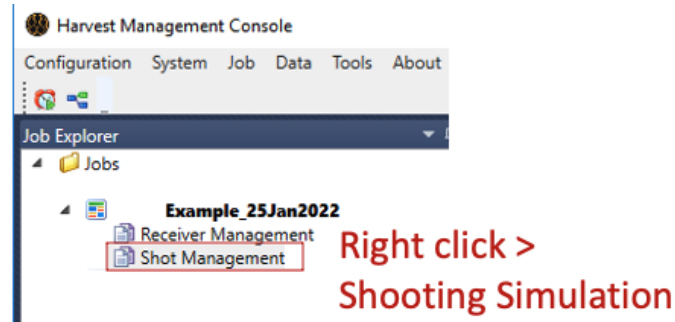 Harvest Management Console
Configuration System Job Data Tools About
Job Explorer
Jobs
Example_25Jan2022
Receiver Management
Shot Management
Right click >
Shooting Simulation